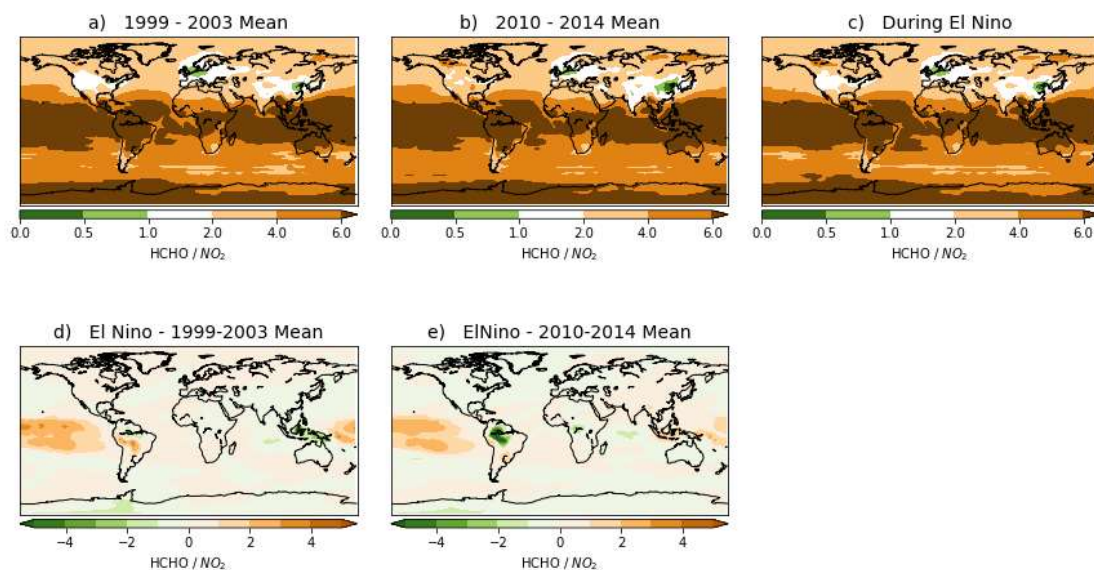 a) 1999 - 2003 Mean
b) 2010 - 2014 Mean
c) During El Nino
0.0 0.5 1.0 2.0 4.0 6.0
0.0 0.5 1.0 2.0 4.0 6.0
0.0 0.5 1.0 2.0 4.0 6.0
HCHO / NO₂
HCHO / NO₂
HCHO / NO₂
d) El Nino - 1999-2003 Mean
e) ElNino - 2010-2014 Mean
−4 −2 0 2 4
−4 −2 0 2 4
HCHO / NO₂
HCHO / NO₂